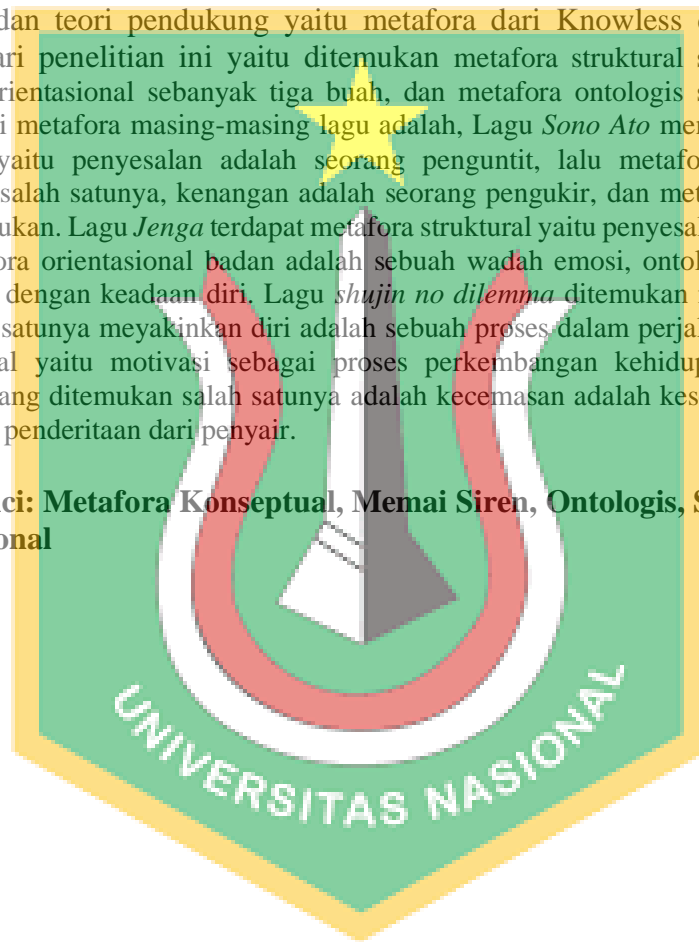 dan teori pendukung yaitu metafora dari Knowless
ari penelitian ini yaitu ditemukan metafora struktural
rientasional sebanyak tiga buah, dan metafora ontologis
i metafora masing-masing lagu adalah, Lagu Sono Ato
yaitu penyesalan adalah seorang penguntit, lalu metafo
salah satunya, kenangan adalah seorang pengukir, dan met
ukan. Lagu Jenga terdapat metafora struktural yaitu penyesal
ora orientasional badan adalah sebuah wadah emosi, ontol
dengan keadaan diri. Lagu shujin no dilemma ditemukan
satunya meyakinkan diri adalah sebuah proses dalam perjal
al yaitu motivasi sebagai proses perkembangan kehidup
ang ditemukan salah satunya adalah kecemasan adalah kes
penderitaan dari penyair.
ci: Metafora Konseptual, Memai Siren, Ontologis, S
onal
UNIVERSITAS NASIONAL